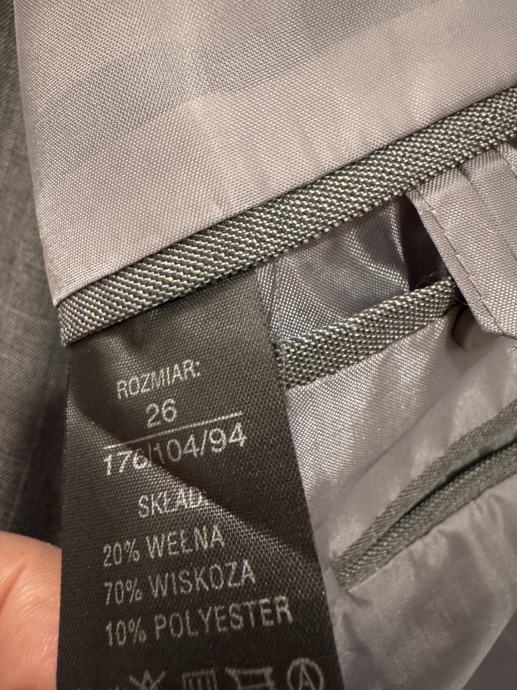 ROZMIAR:
26
176/104/94
SKŁAD:
20% WEŁNA
70% WISKOZA
10% POLYESTER
A